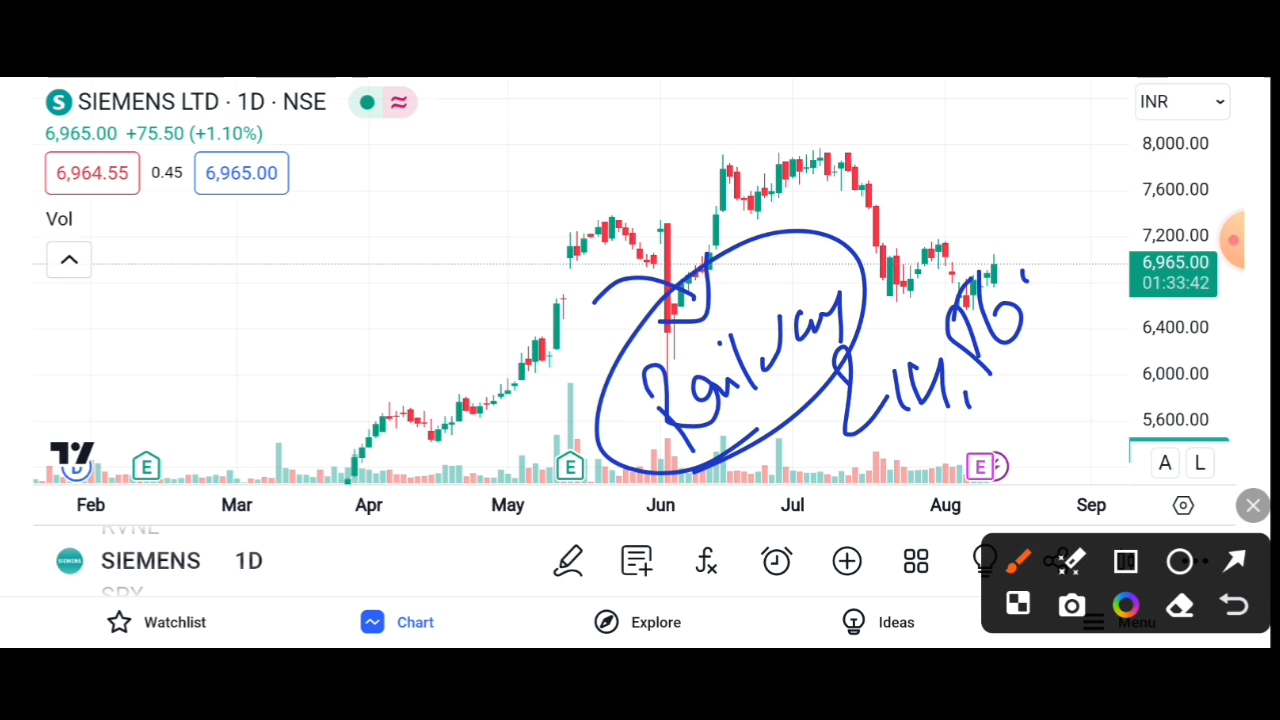 SIEMENS LTD · 1D · NSE
INR
6,965.00 +75.50 (+1.10%)
6,964.55 0.45 6,965.00
Vol
8,000.00
7,600.00
7,200.00
6,965.00
01:33:42
6,400.00
6,000.00
5,600.00
Railway
E E E
A L
Feb Mar Apr May Jun Jul Aug Sep
RVNL
SIEMENS 1D
SRX
Watchlist Chart Explore Ideas Menu